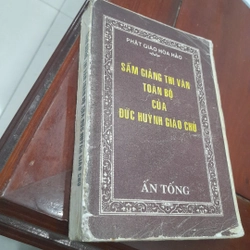 PHẬT GIÁO HÒA HẢO
SẤM GIẢNG THI VĂN
TOÀN BỘ
CỦA
ĐỨC HUỲNH GIÁO CHỦ
ẤN TỐNG